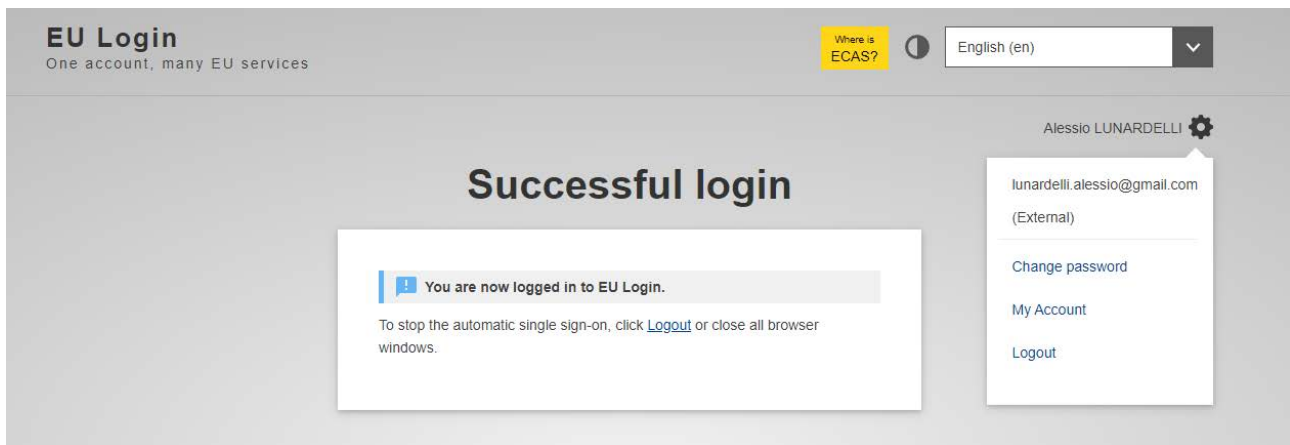 EU Login
One account, many EU services
Where is
ECAS?
English (en)
Alessio LUNARDELLI
Successful login
lunardelli.alessio@gmail.com
(External)
You are now logged in to EU Login.
To stop the automatic single sign-on, click Logout or close all browser
windows.
Change password
My Account
Logout